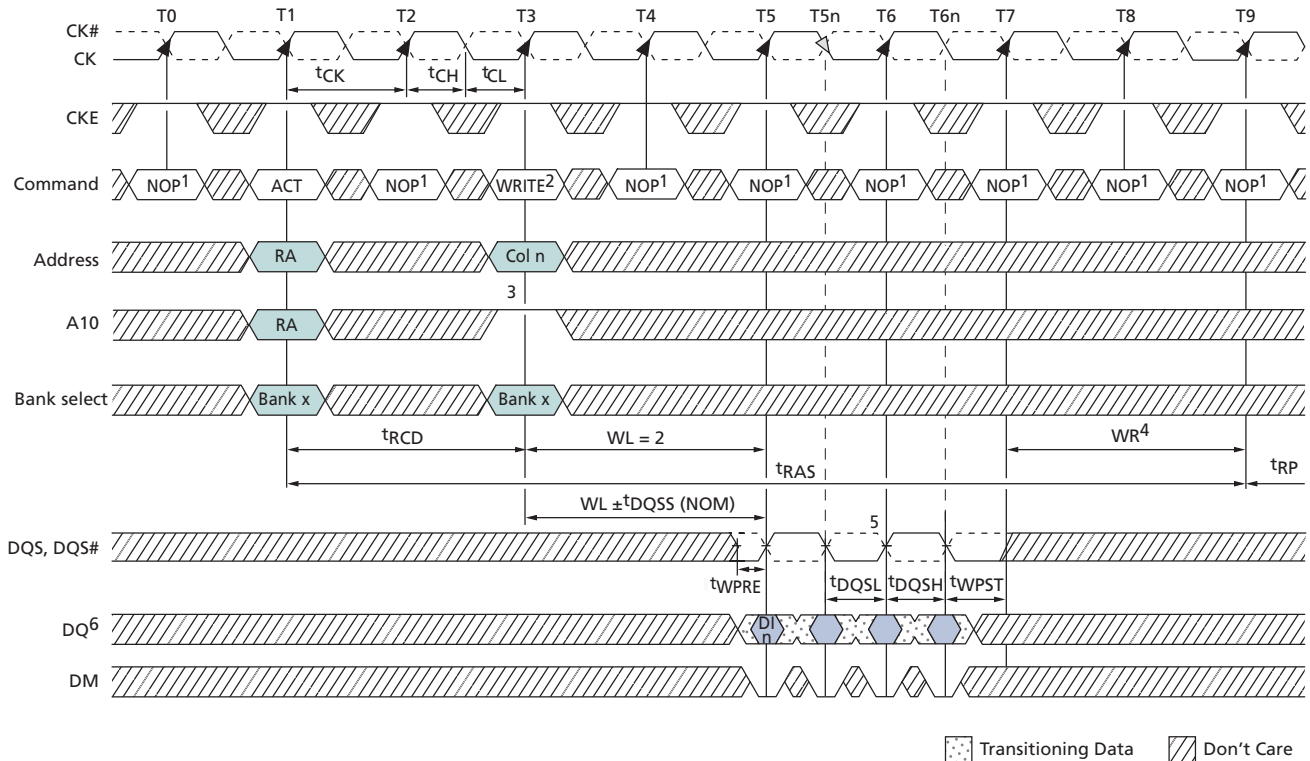 T0 T1 T2 T3 T4 T5 T5n T6 T6n T7 T8 T9
CK#
CK
tCK tCH tCL
CKE
Command NOP1 ACT NOP1 WRITE2 NOP1 NOP1 NOP1 NOP1 NOP1 NOP1
Address RA Col n
3
A10 RA
Bank select Bank x Bank x
tRCD WL = 2 WR4
tRAS tRP
WL ±tDQSS (NOM)
5
DQS, DQS#
tWPRE tDQSL tDQSH tWPST
DQ6 DI n
DM
Transitioning Data Don't Care